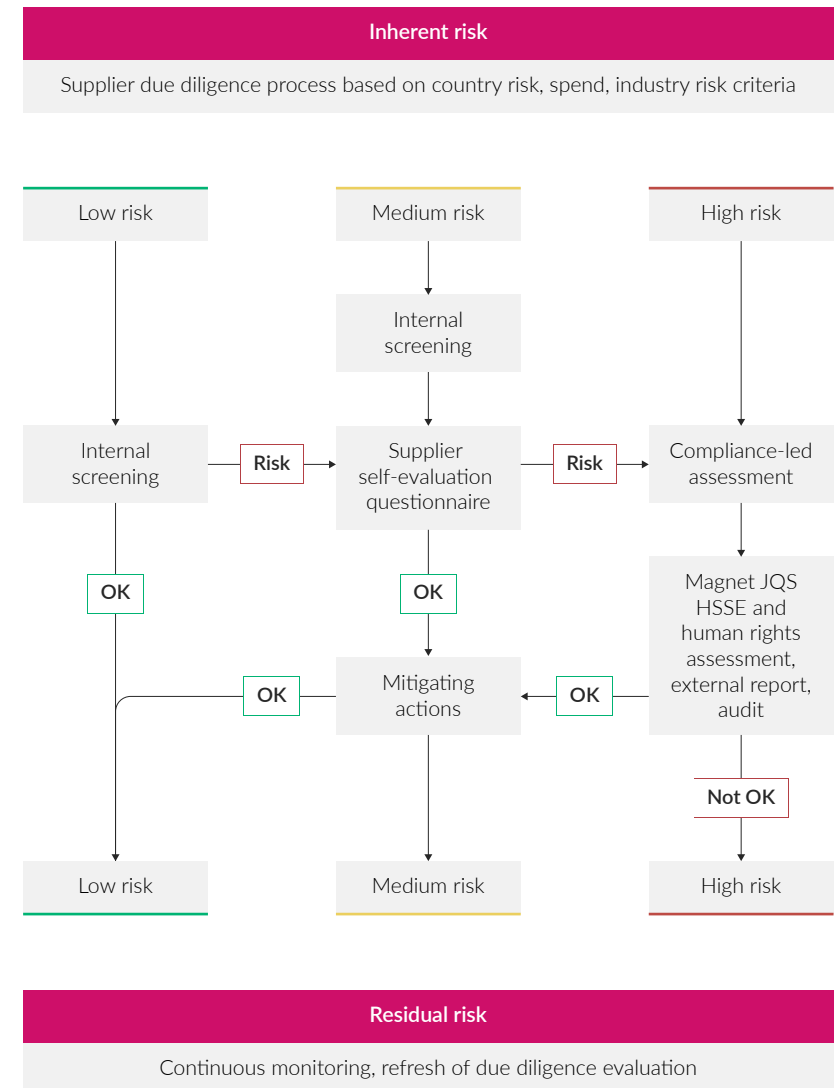 Inherent risk
Supplier due diligence process based on country risk, spend, industry risk criteria
Low risk
Medium risk
High risk
Internal
screening
Internal
screening
Risk
Supplier
self-evaluation
questionnaire
Risk
Compliance-led
assessment
OK
OK
Magnet JQS
HSSE and
human rights
assessment,
external report,
audit
OK
Mitigating
actions
OK
Not OK
Low risk
Medium risk
High risk
Residual risk
Continuous monitoring, refresh of due diligence evaluation